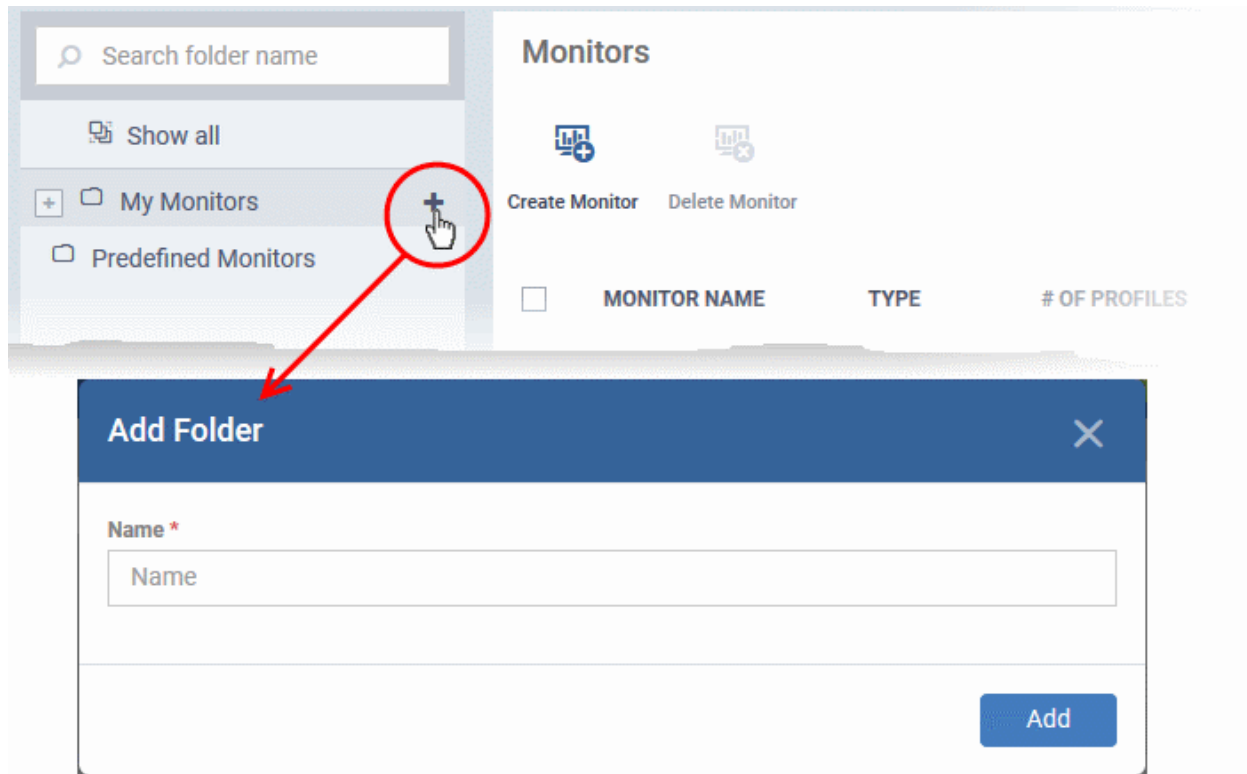 Search folder name
Show all
My Monitors
Predefined Monitors
Monitors
Create Monitor Delete Monitor
MONITOR NAME TYPE # OF PROFILES
Add Folder
Name *
Name
Add